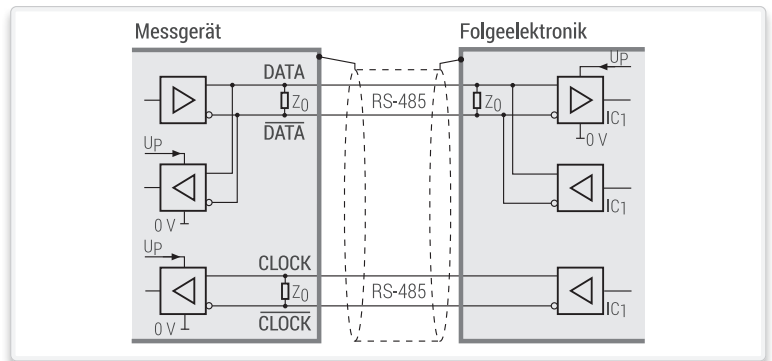 Messgerät
Folgeelektronik
DATA
UP
Z0
RS-485
Z0
IC1
DATA
0 V
UP
0 V
IC1
UP
CLOCK
Z0
RS-485
IC1
0 V
CLOCK